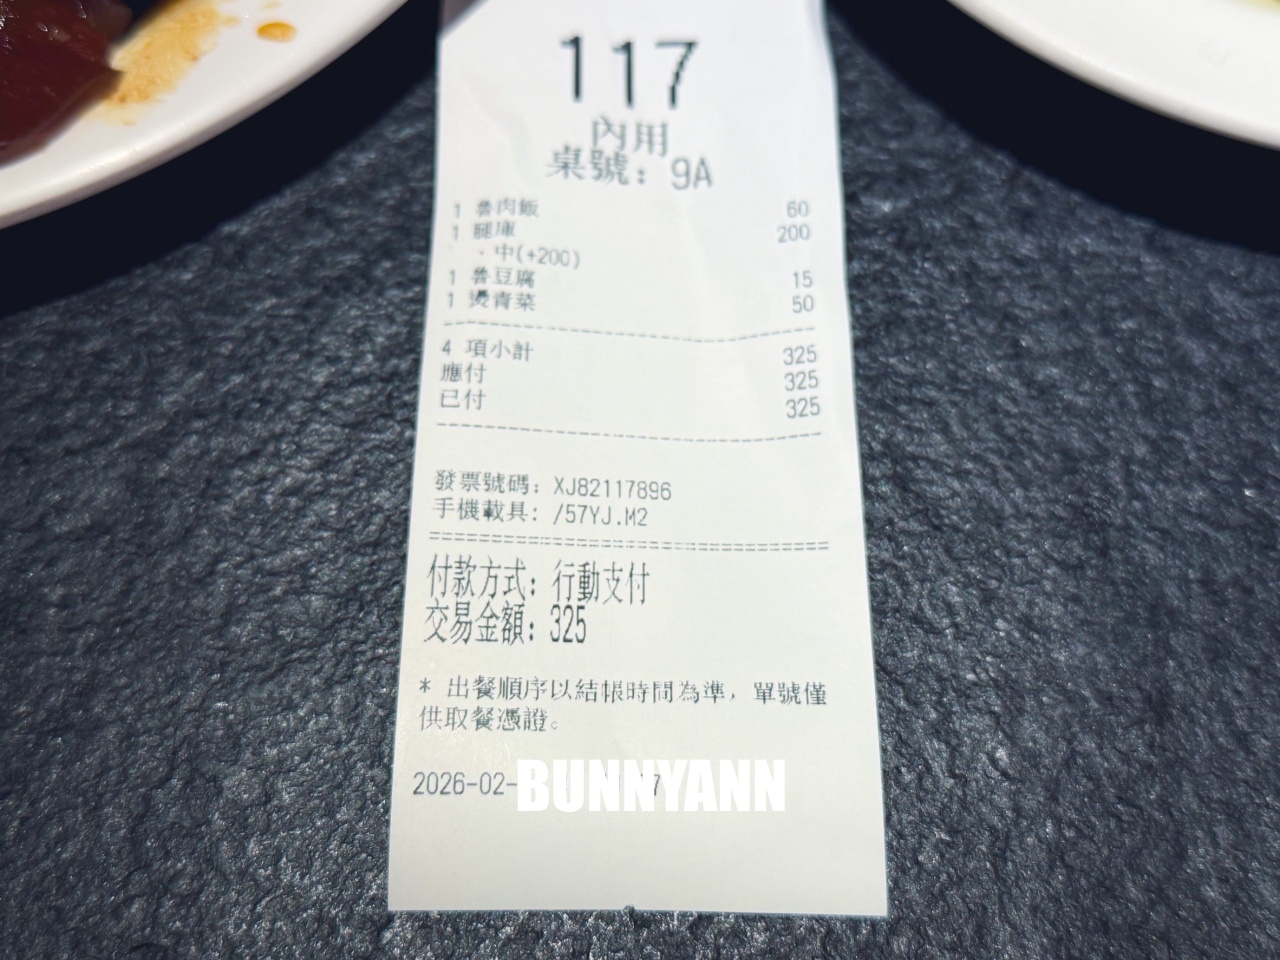 117
內用
桌號: 9A
1 魯肉飯 60
1 腿庫 200
．中(+200)
1 魯豆腐 15
1 燙青菜 50
4 項小計 325
應付 325
已付 325
發票號碼: XJ82117896
手機載具: /57YJ.M2
付款方式: 行動支付
交易金額: 325
* 出餐順序以結帳時間為準，單號僅
供取餐憑證。
2026-02-
BUNNYANN